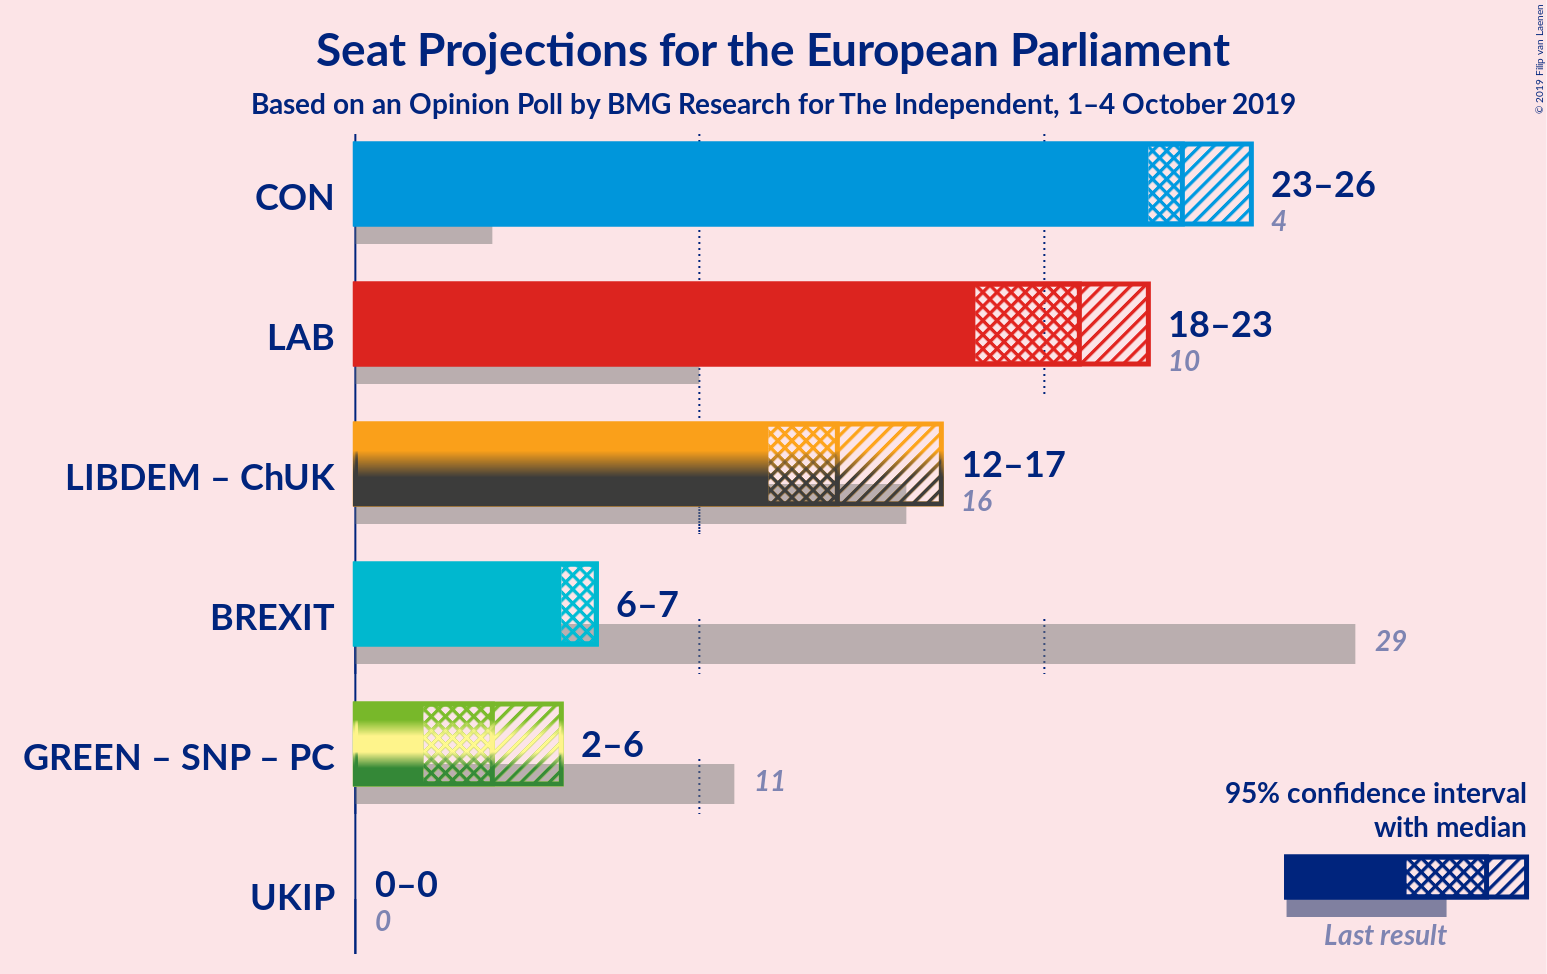 Seat Projections for the European Parliament
Based on an Opinion Poll by BMG Research for The Independent, 1–4 October 2019
© 2019 Filip van Laenen
CON
23–26
4
LAB
18–23
10
LIBDEM – ChUK
12–17
16
BREXIT
6–7
29
GREEN – SNP – PC
2–6
11
UKIP
0–0
0
95% confidence interval
with median
Last result